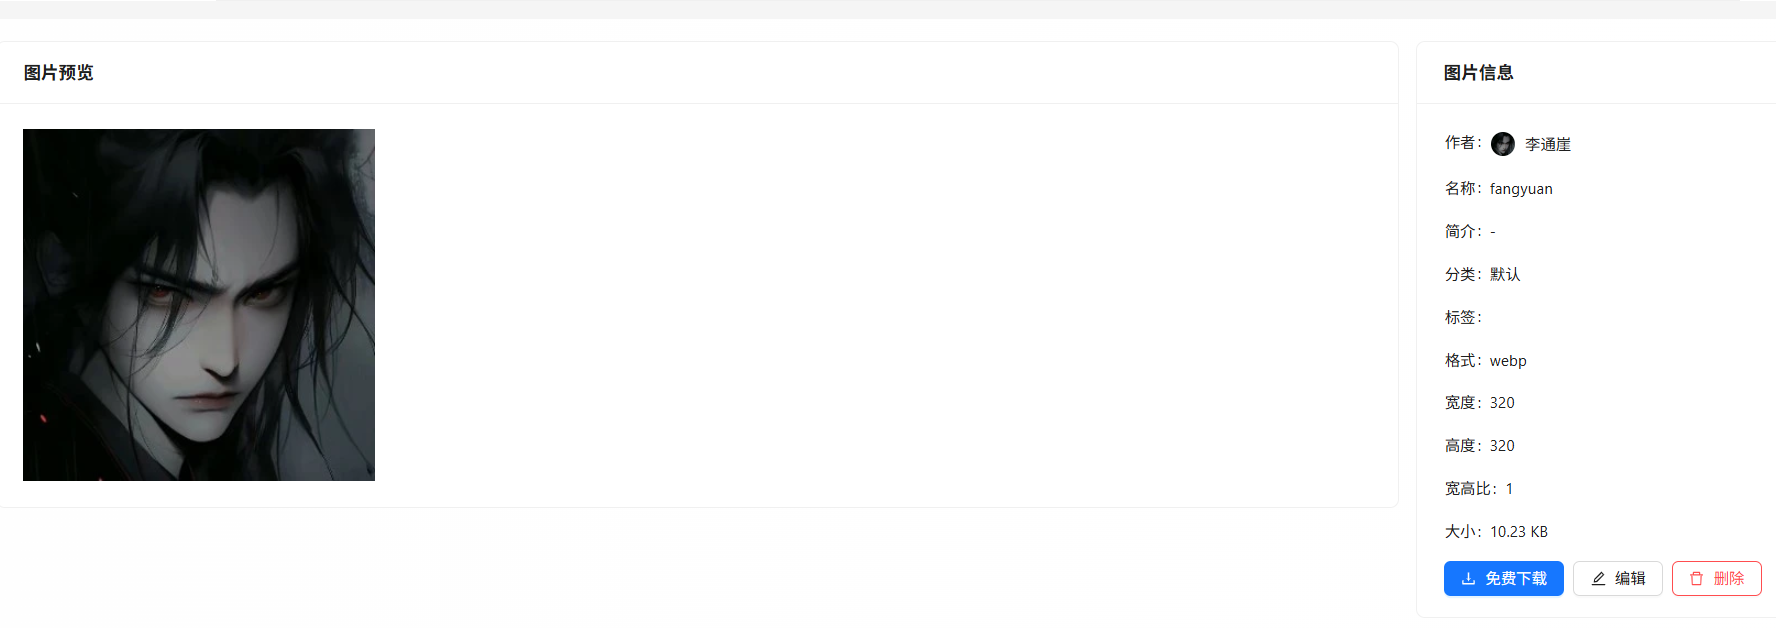 图片预览
图片信息
作者：李通崖
名称：fangyuan
简介：-
分类：默认
标签：
格式：webp
宽度：320
高度：320
宽高比：1
大小：10.23 KB
免费下载
编辑
删除